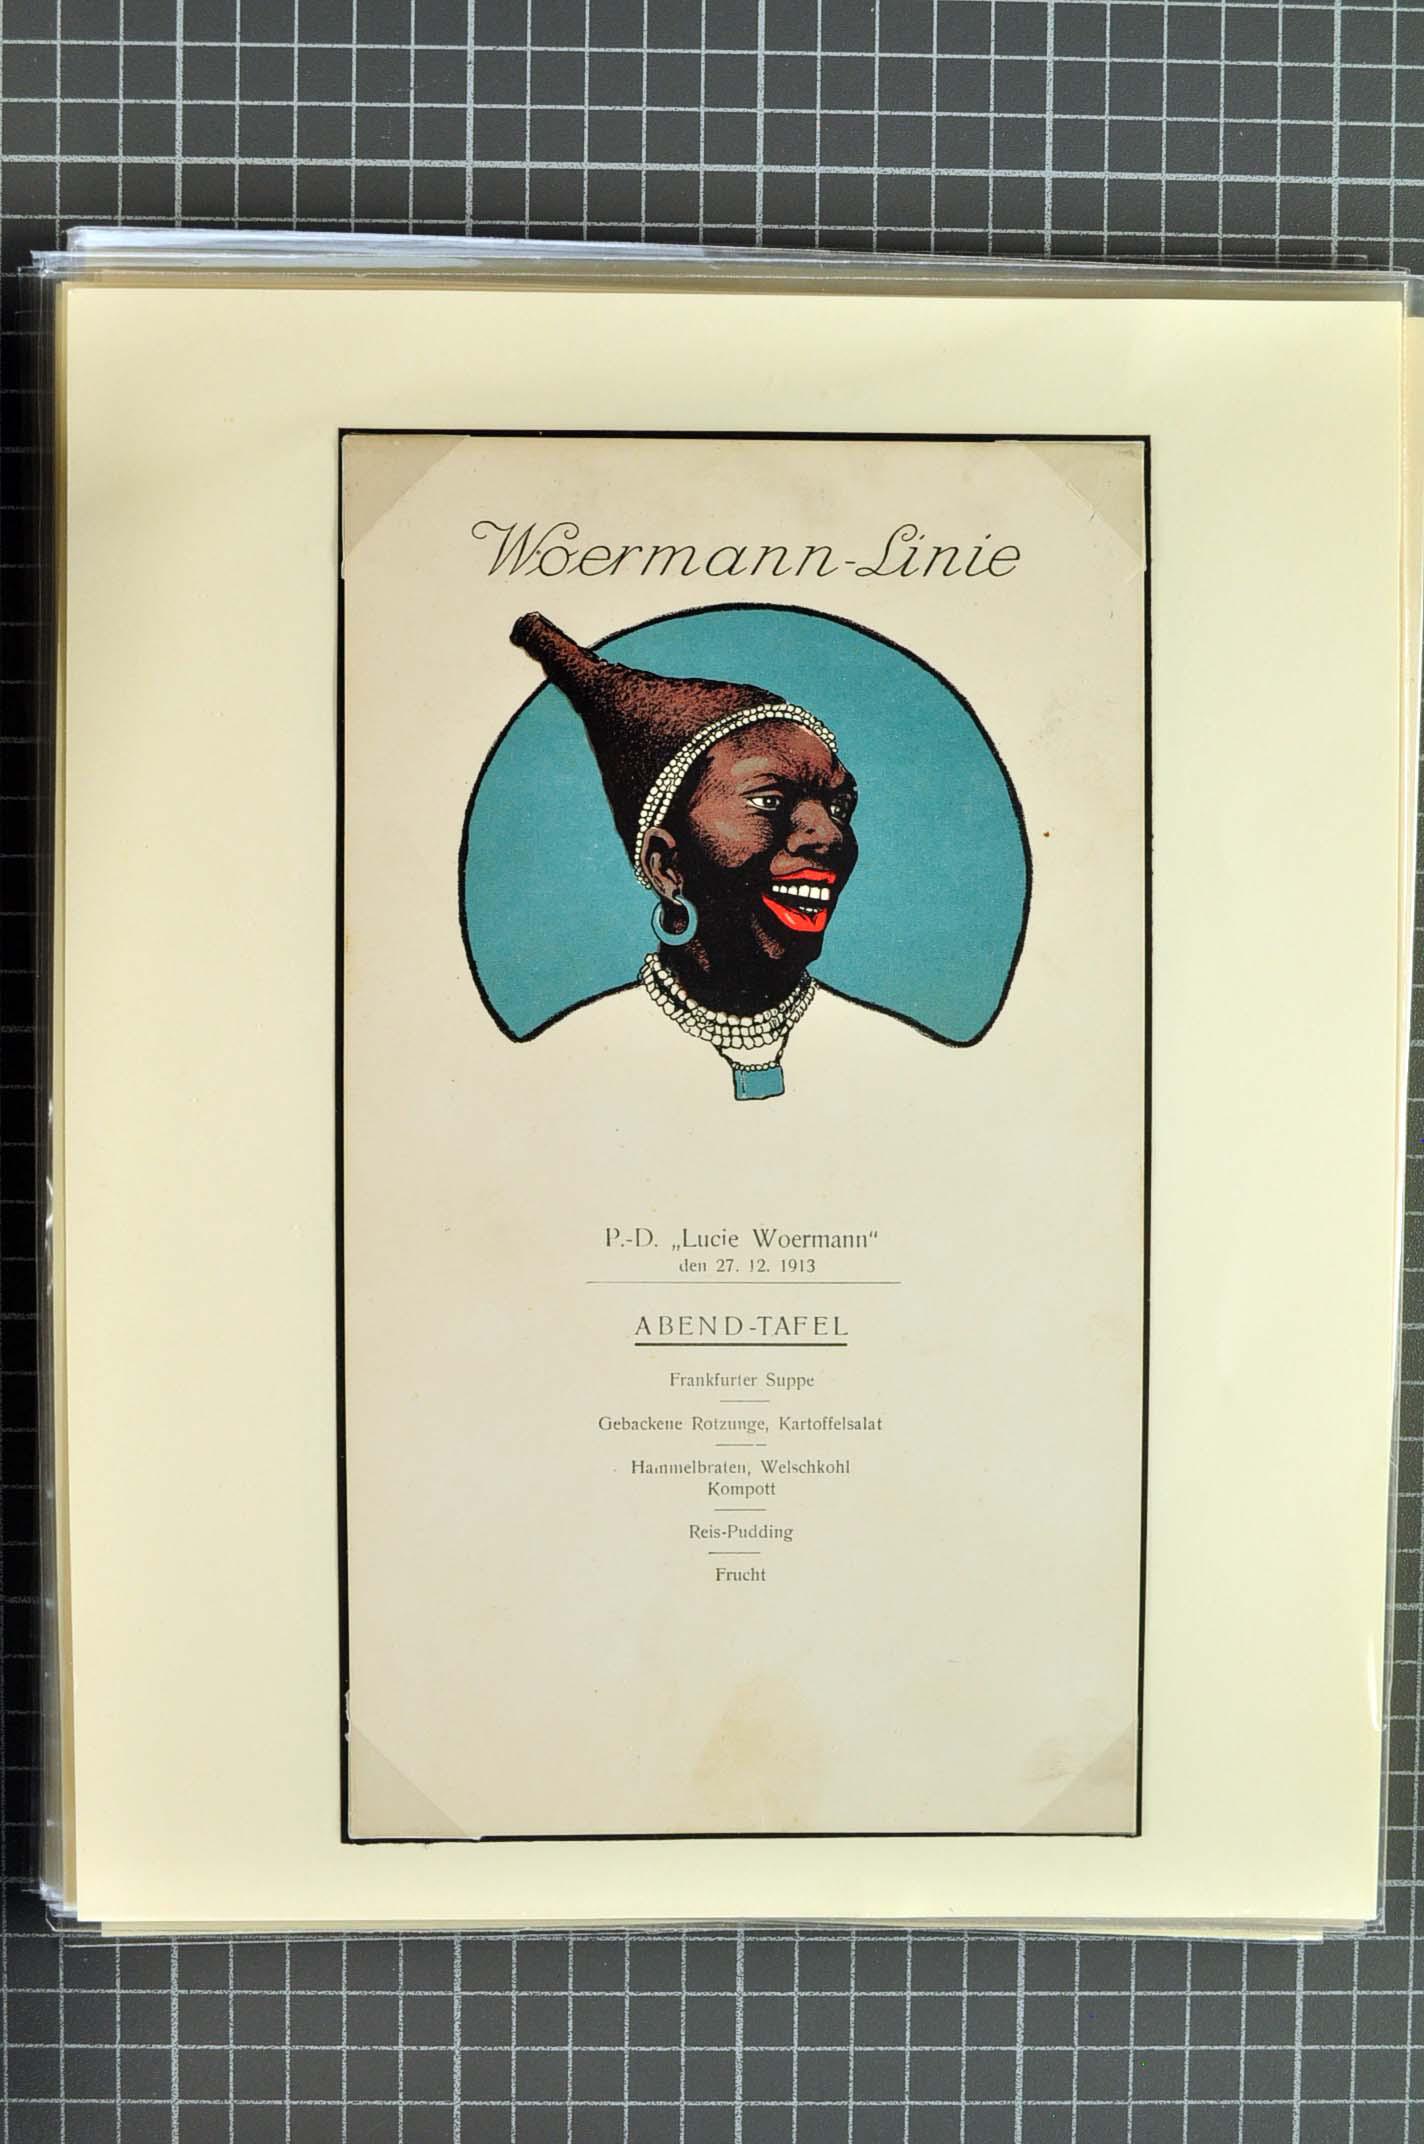 Woermann-Linie
P.-D. „Lucie Woermann“
den 27. 12. 1913
ABEND-TAFEL
Frankfurter Suppe
Gebackene Rotzunge, Kartoffelsalat
Hammelbraten, Welschkohl
Kompott
Reis-Pudding
Frucht